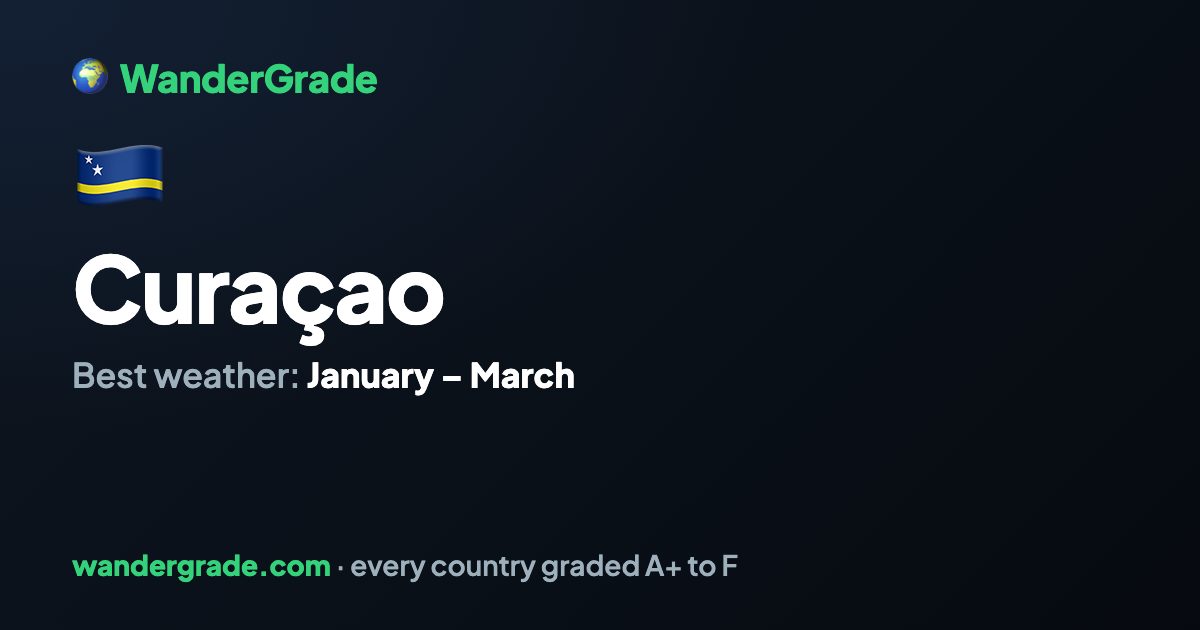 WanderGrade
Curaçao
Best weather: January – March
wandergrade.com · every country graded A+ to F